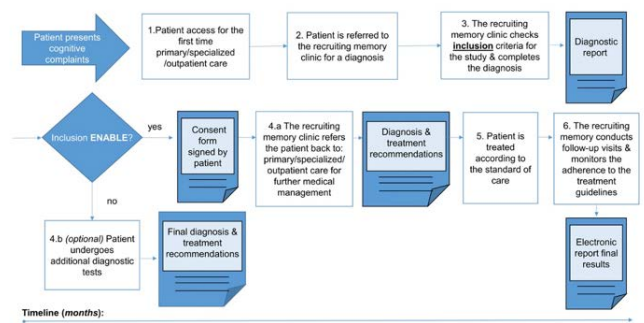 Patient presents
cognitive
complaints
1.Patient access for the
first time
primary/specialized
/outpatient care
2. Patient is referred to
the recruiting memory
clinic for a diagnosis
3. The recruiting
memory clinic checks
inclusion criteria for
the study & completes
the diagnosis
Diagnostic
report
Inclusion ENABLE?
yes
Consent
form
signed by
patient
4.a The recruiting
memory clinic refers
the patient back to:
primary/specialized/
outpatient care for
further medical
management
Diagnosis &
treatment
recommendations
5. Patient is
treated according
to the standard of
care
6. The recruiting
memory conducts
follow-up visits &
monitors the
adherence to the
treatment
guidelines
no
4.b (optional) Patient
undergoes
additional diagnostic
tests
Final diagnosis &
treatment
recommendations
Electronic
report final
results
Timeline (months):